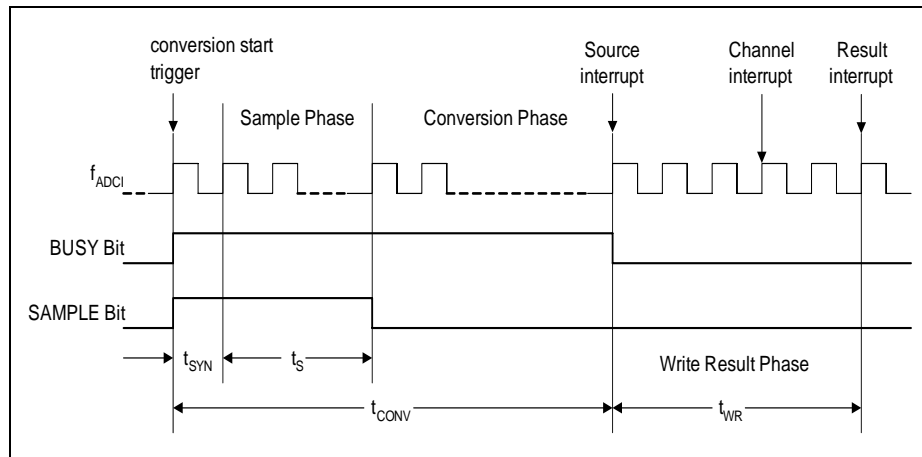 conversion start
trigger
Source
interrupt
Channel
interrupt
Result
interrupt
Sample Phase
Conversion Phase
fADCI
BUSY Bit
SAMPLE Bit
tSYN
tS
Write Result Phase
tCONV
tWR